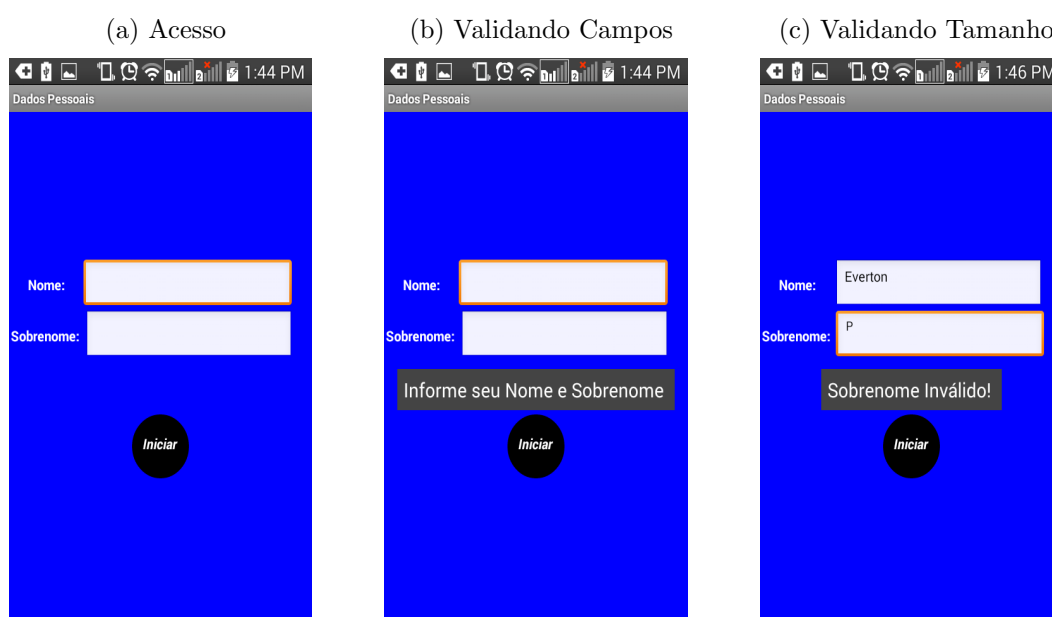 (a) Acesso
1:44 PM
Dados Pessoais
Nome:
Sobrenome:
Iniciar
(b) Validando Campos
1:44 PM
Dados Pessoais
Nome:
Sobrenome:
Informe seu Nome e Sobrenome
Iniciar
(c) Validando Tamanho
1:46 PM
Dados Pessoais
Nome: Everton
Sobrenome: P
Sobrenome Inválido!
Iniciar